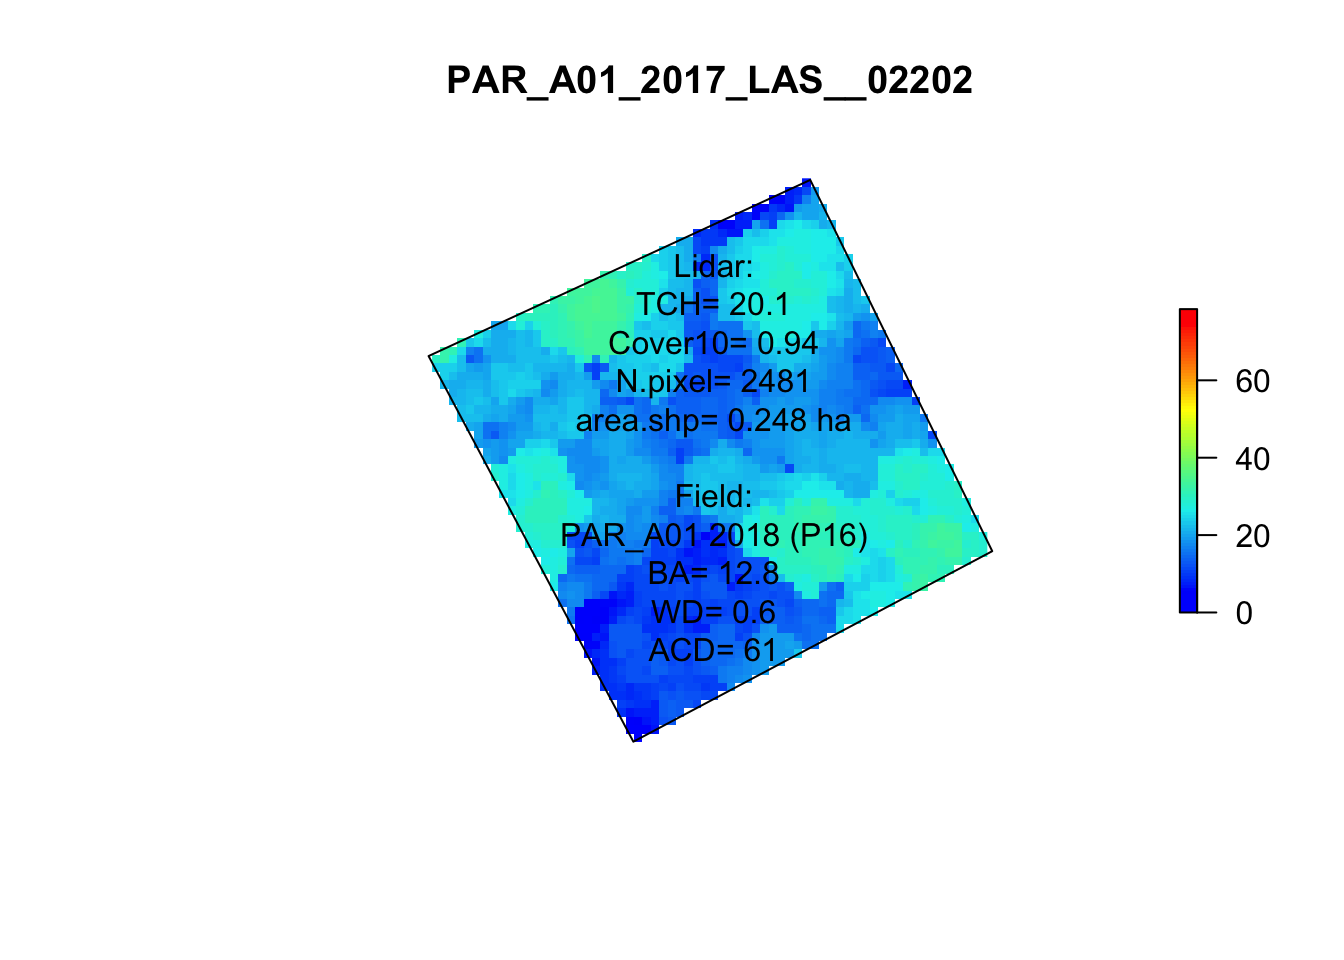 PAR_A01_2017_LAS__02202
Lidar:
TCH= 20.1
Cover10= 0.94
N.pixel= 2481
area.shp= 0.248 ha
Field:
PAR_A01 2018 (P16)
BA= 12.8
WD= 0.6
ACD= 61
60
40
20
0